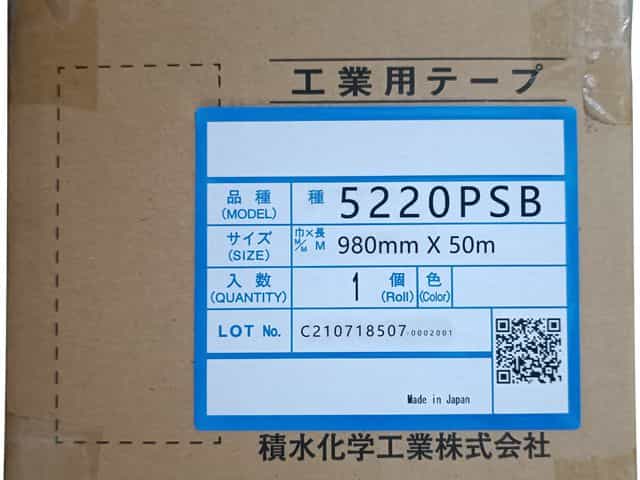 工業用テープ
品種 種 5220PSB
(MODEL)
サイズ 巾×長 980mm X 50m
(SIZE) M/M M
入数 1 個 色
(QUANTITY) (Roll) (Color)
LOT No. C210718507-0002001
Made in Japan
積水化学工業株式会社